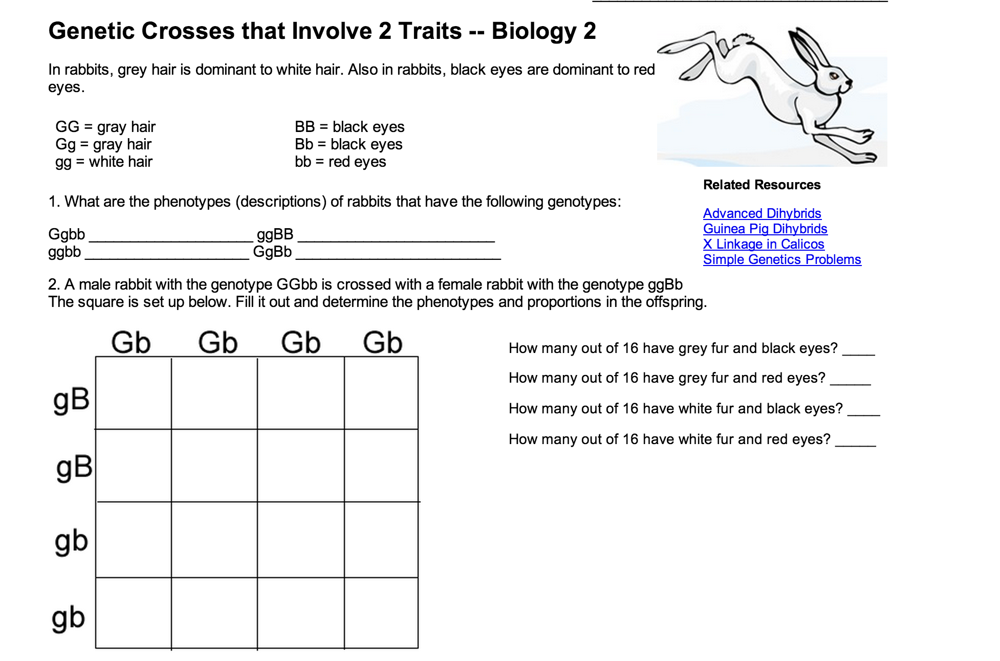 Genetic Crosses that Involve 2 Traits -- Biology 2
In rabbits, grey hair is dominant to white hair. Also in rabbits, black eyes are dominant to red
eyes.
GG = gray hair BB = black eyes
Gg = gray hair Bb = black eyes
gg = white hair bb = red eyes
Related Resources
Advanced Dihybrids
Guinea Pig Dihybrids
X Linkage in Calicos
Simple Genetics Problems
1. What are the phenotypes (descriptions) of rabbits that have the following genotypes:
Ggbb ____________________ ggBB ________________________
ggbb ____________________ GgBb _________________________
2. A male rabbit with the genotype GGbb is crossed with a female rabbit with the genotype ggBb
The square is set up below. Fill it out and determine the phenotypes and proportions in the offspring.
Gb Gb Gb Gb
gB
gB
gb
gb
How many out of 16 have grey fur and black eyes? ____
How many out of 16 have grey fur and red eyes? _____
How many out of 16 have white fur and black eyes? ____
How many out of 16 have white fur and red eyes? _____